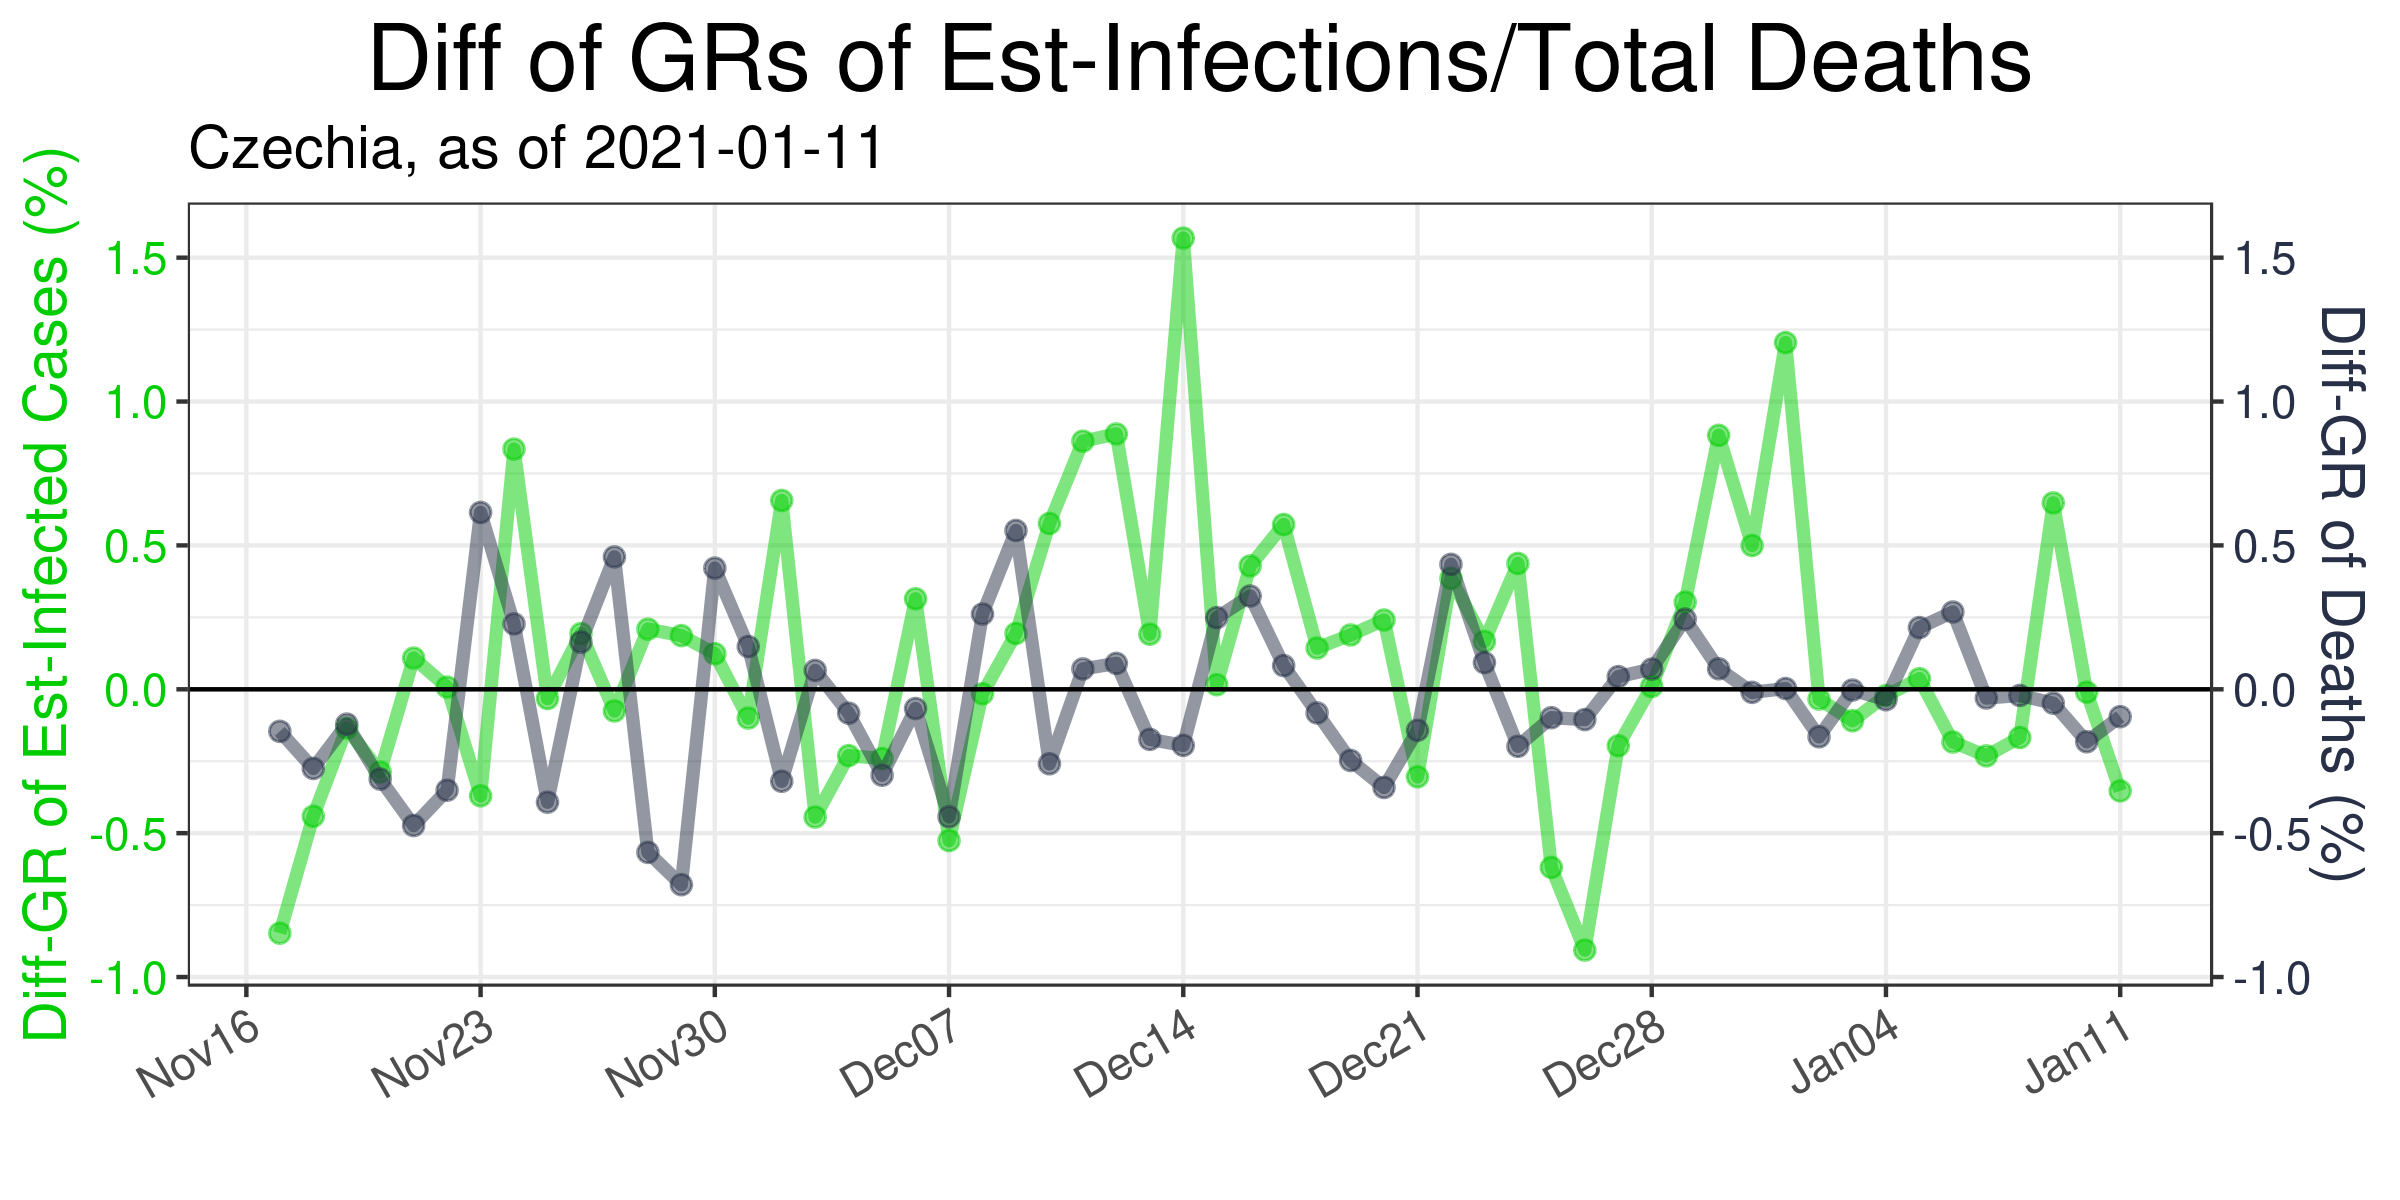 Diff of GRs of Est-Infections/Total Deaths
Czechia, as of 2021-01-11
Diff-GR of Est-Infected Cases (%)
1.5
1.0
0.5
0.0
-0.5
-1.0
1.5
1.0
0.5
0.0
-0.5
-1.0
Diff-GR of Deaths (%)
Nov16
Nov23
Nov30
Dec07
Dec14
Dec21
Dec28
Jan04
Jan11